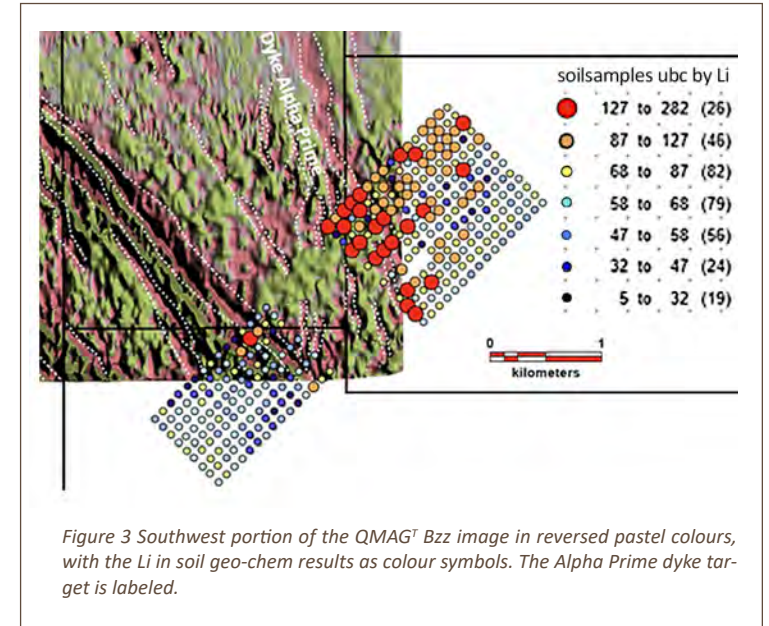 Dyke Alpha Prime
soilsamples ubc by Li
127 to 282 (26)
87 to 127 (46)
68 to 87 (82)
58 to 68 (79)
47 to 58 (56)
32 to 47 (24)
5 to 32 (19)
0 1
kilometers
Figure 3 Southwest portion of the QMAGᵀ Bzz image in reversed pastel colours,
with the Li in soil geo-chem results as colour symbols. The Alpha Prime dyke tar-
get is labeled.